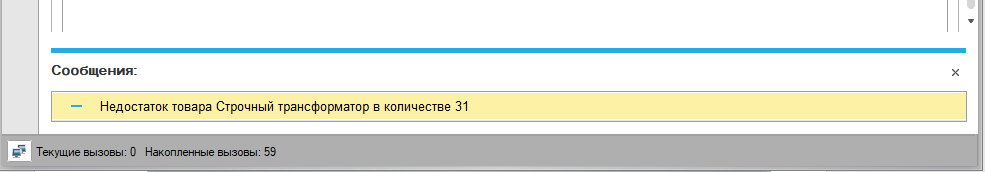 Сообщения:
Недостаток товара Строчный трансформатор в количестве 31
Текущие вызовы: 0 Накопленные вызовы: 59